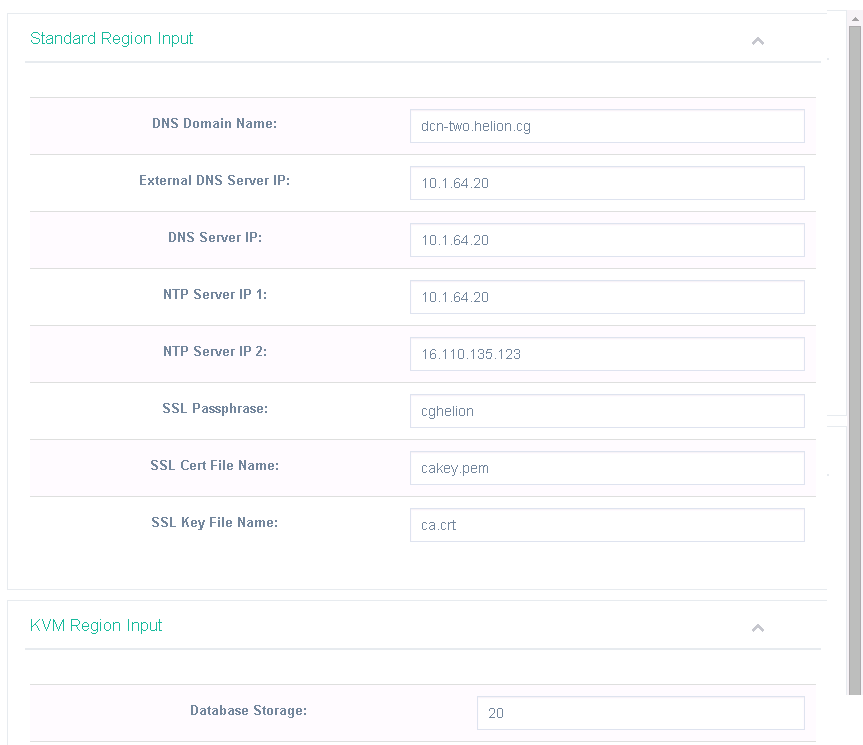 Standard Region Input
DNS Domain Name: dcn-two.helion.cg
External DNS Server IP: 10.1.64.20
DNS Server IP: 10.1.64.20
NTP Server IP 1: 10.1.64.20
NTP Server IP 2: 16.110.135.123
SSL Passphrase: cghelion
SSL Cert File Name: cakey.pem
SSL Key File Name: ca.crt
KVM Region Input
Database Storage: 20